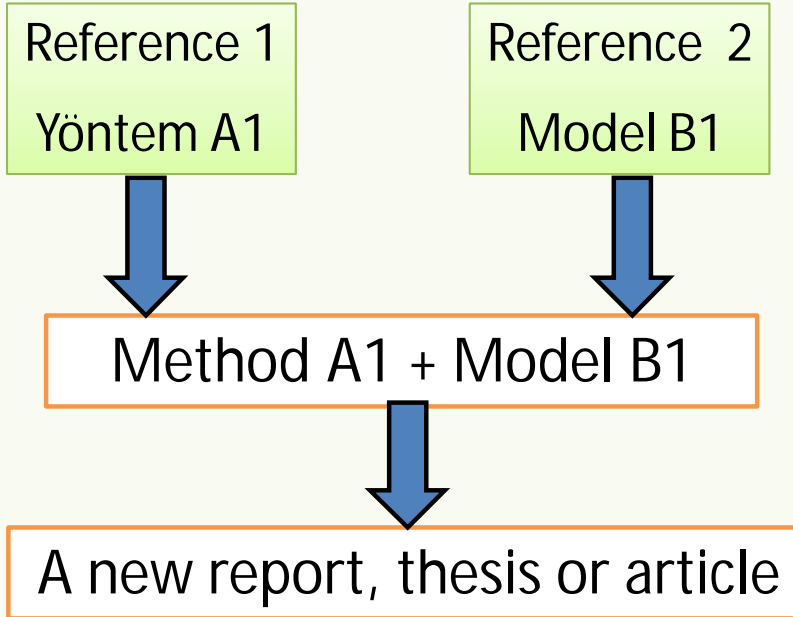 Reference 1
Yöntem A1
Reference 2
Model B1
Method A1 + Model B1
A new report, thesis or article